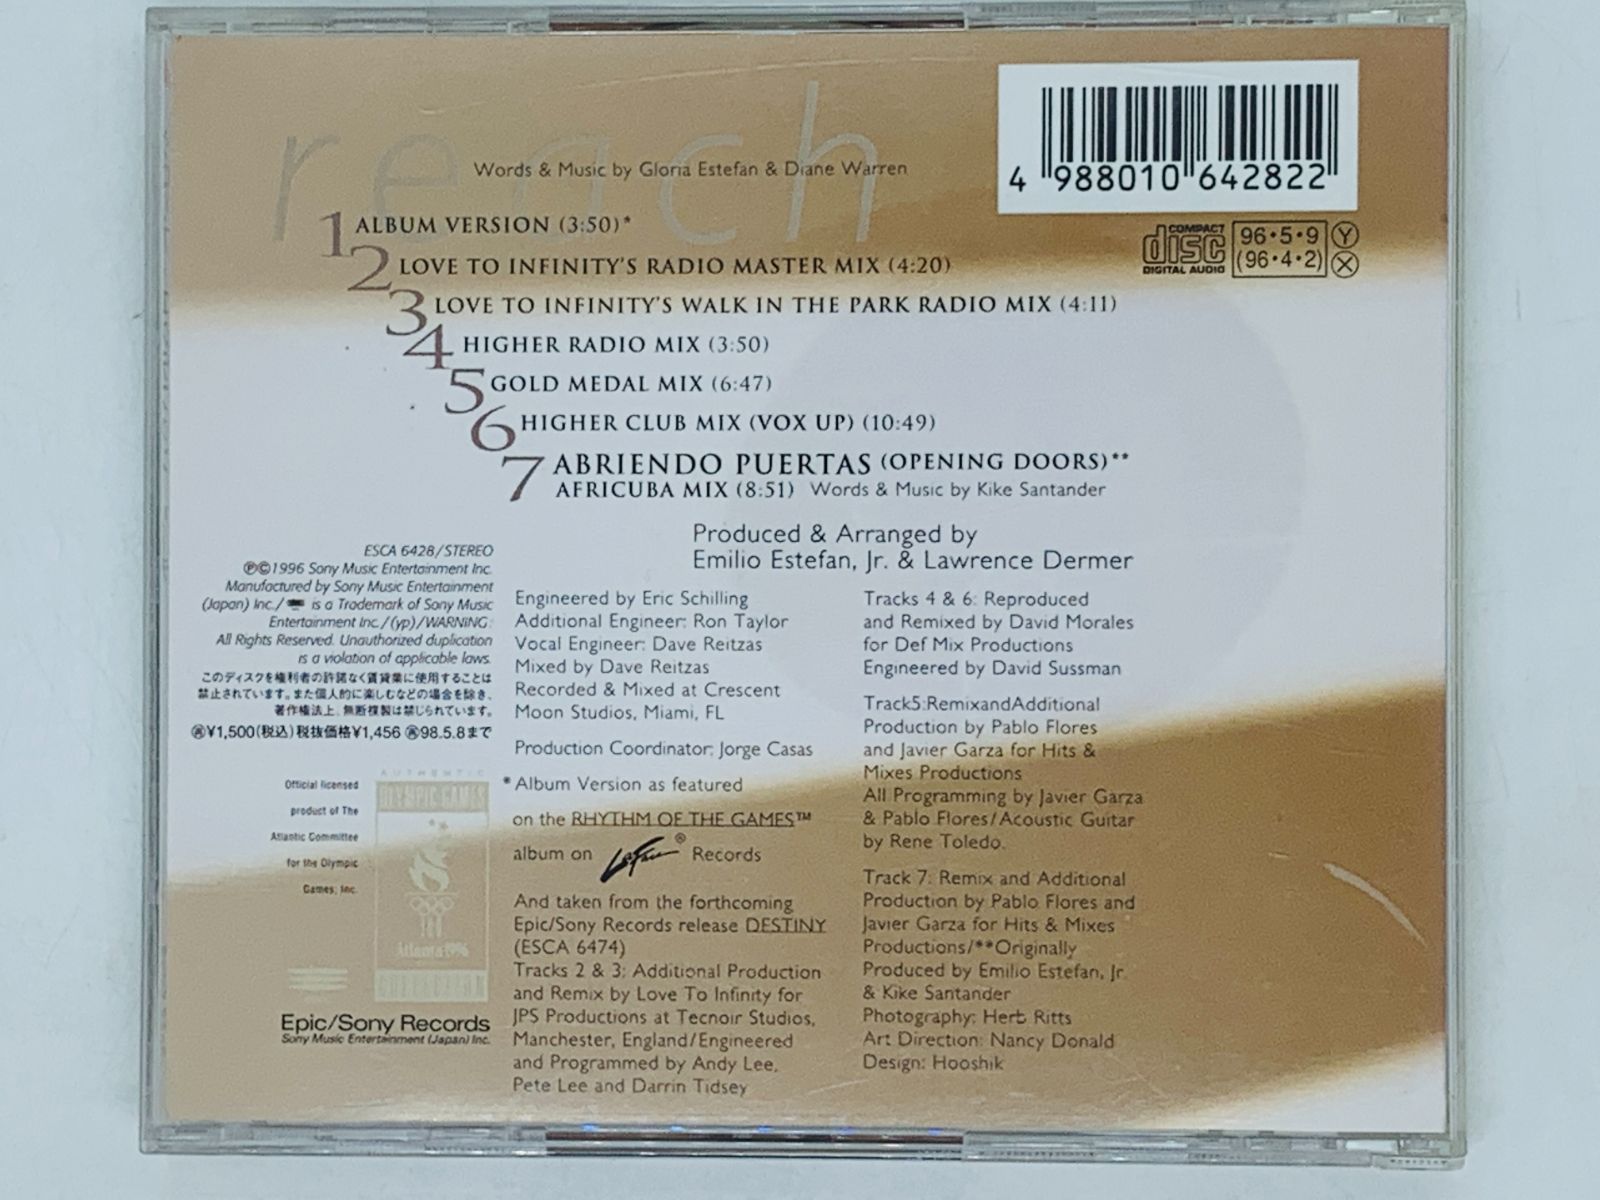 reach
Words & Music by Gloria Estefan & Diane Warren
4 988010 642822
1 ALBUM VERSION (3:50)*
2 LOVE TO INFINITY'S RADIO MASTER MIX (4:20)
3 LOVE TO INFINITY'S WALK IN THE PARK RADIO MIX (4:11)
4 HIGHER RADIO MIX (3:50)
5 GOLD MEDAL MIX (6:47)
6 HIGHER CLUB MIX (VOX UP) (10:49)
7 ABRIENDO PUERTAS (OPENING DOORS)**
AFRICUBA MIX (8:51) Words & Music by Kike Santander
COMPACT
disc
DIGITAL AUDIO
96・5・9 Ⓨ
(96・4・2) Ⓧ
Produced & Arranged by
Emilio Estefan, Jr. & Lawrence Dermer
ESCA 6428/STEREO
Ⓟ©1996 Sony Music Entertainment Inc.
Manufactured by Sony Music Entertainment
(Japan) Inc./ is a Trademark of Sony Music
Entertainment Inc./(yp)/WARNING:
All Rights Reserved. Unauthorized duplication
is a violation of applicable laws.
このディスクを権利者の許諾なく賃貸業に使用することは
禁止されています。また個人的に楽しむなどの場合を除き、
著作権法上、無断複製は禁じられています。
㊢¥1,500(税込)税抜価格¥1,456 ㊢98.5.8まで
Official licensed
product of The
Atlantic Committee
for the Olympic
Games, Inc.
AUTHENTIC
OLYMPIC GAMES
Atlanta 1996
COLLECTION
Epic/Sony Records
Sony Music Entertainment (Japan) Inc.
Engineered by Eric Schilling
Additional Engineer: Ron Taylor
Vocal Engineer: Dave Reitzas
Mixed by Dave Reitzas
Recorded & Mixed at Crescent
Moon Studios, Miami, FL
Production Coordinator: Jorge Casas
* Album Version as featured
on the RHYTHM OF THE GAMES™
album on LaFace® Records
And taken from the forthcoming
Epic/Sony Records release DESTINY
(ESCA 6474)
Tracks 2 & 3: Additional Production
and Remix by Love To Infinity for
JPS Productions at Tecnoir Studios,
Manchester, England/Engineered
and Programmed by Andy Lee,
Pete Lee and Darrin Tidsey
Tracks 4 & 6: Reproduced
and Remixed by David Morales
for Def Mix Productions
Engineered by David Sussman
Track5:RemixandAdditional
Production by Pablo Flores
and Javier Garza for Hits &
Mixes Productions
All Programming by Javier Garza
& Pablo Flores/Acoustic Guitar
by Rene Toledo.
Track 7: Remix and Additional
Production by Pablo Flores and
Javier Garza for Hits & Mixes
Productions/**Originally
Produced by Emilio Estefan, Jr.
& Kike Santander
Photography: Herb Ritts
Art Direction: Nancy Donald
Design: Hooshik